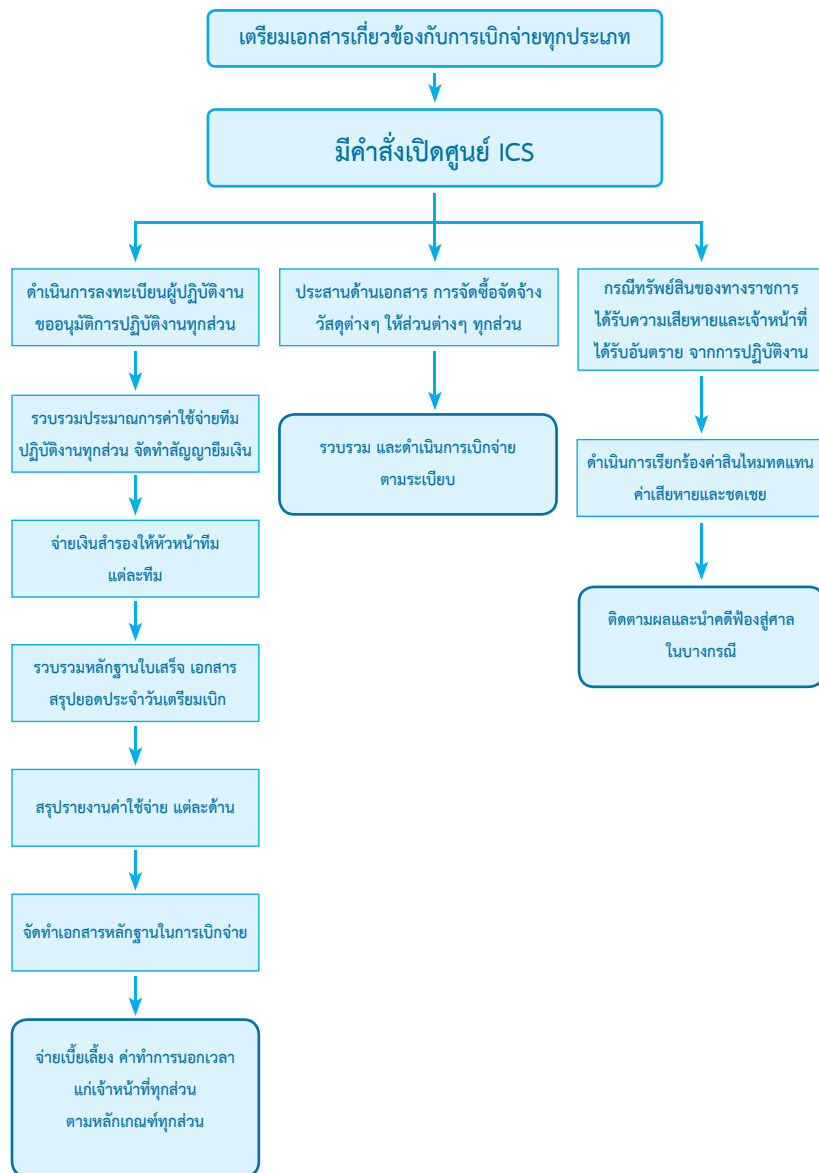 เตรียมเอกสารเกี่ยวข้องกับการเบิกจ่ายทุกประเภท
มีคำสั่งเปิดศูนย์ ICS
ดำเนินการลงทะเบียนผู้ปฏิบัติงาน
ขออนุมัติการปฏิบัติงานทุกส่วน
รวบรวมประมาณการค่าใช้จ่ายทีม
ปฏิบัติงานทุกส่วน จัดทำสัญญายืมเงิน
จ่ายเงินสำรองให้หัวหน้าทีม
แต่ละทีม
รวบรวมหลักฐานใบเสร็จ เอกสาร
สรุปยอดประจำวันเตรียมเบิก
สรุปรายงานค่าใช้จ่าย แต่ละด้าน
จัดทำเอกสารหลักฐานในการเบิกจ่าย
จ่ายเบี้ยเลี้ยง ค่าทำการนอกเวลา
แก่เจ้าหน้าที่ทุกส่วน
ตามหลักเกณฑ์ทุกส่วน
ประสานด้านเอกสาร การจัดซื้อจัดจ้าง
วัสดุต่างๆ ให้ส่วนต่างๆ ทุกส่วน
รวบรวม และดำเนินการเบิกจ่าย
ตามระเบียบ
กรณีทรัพย์สินของทางราชการ
ได้รับความเสียหายและเจ้าหน้าที่
ได้รับอันตราย จากการปฏิบัติงาน
ดำเนินการเรียกร้องค่าสินไหมทดแทน
ค่าเสียหายและชดเชย
ติดตามผลและนำคดีฟ้องสู่ศาล
ในบางกรณี